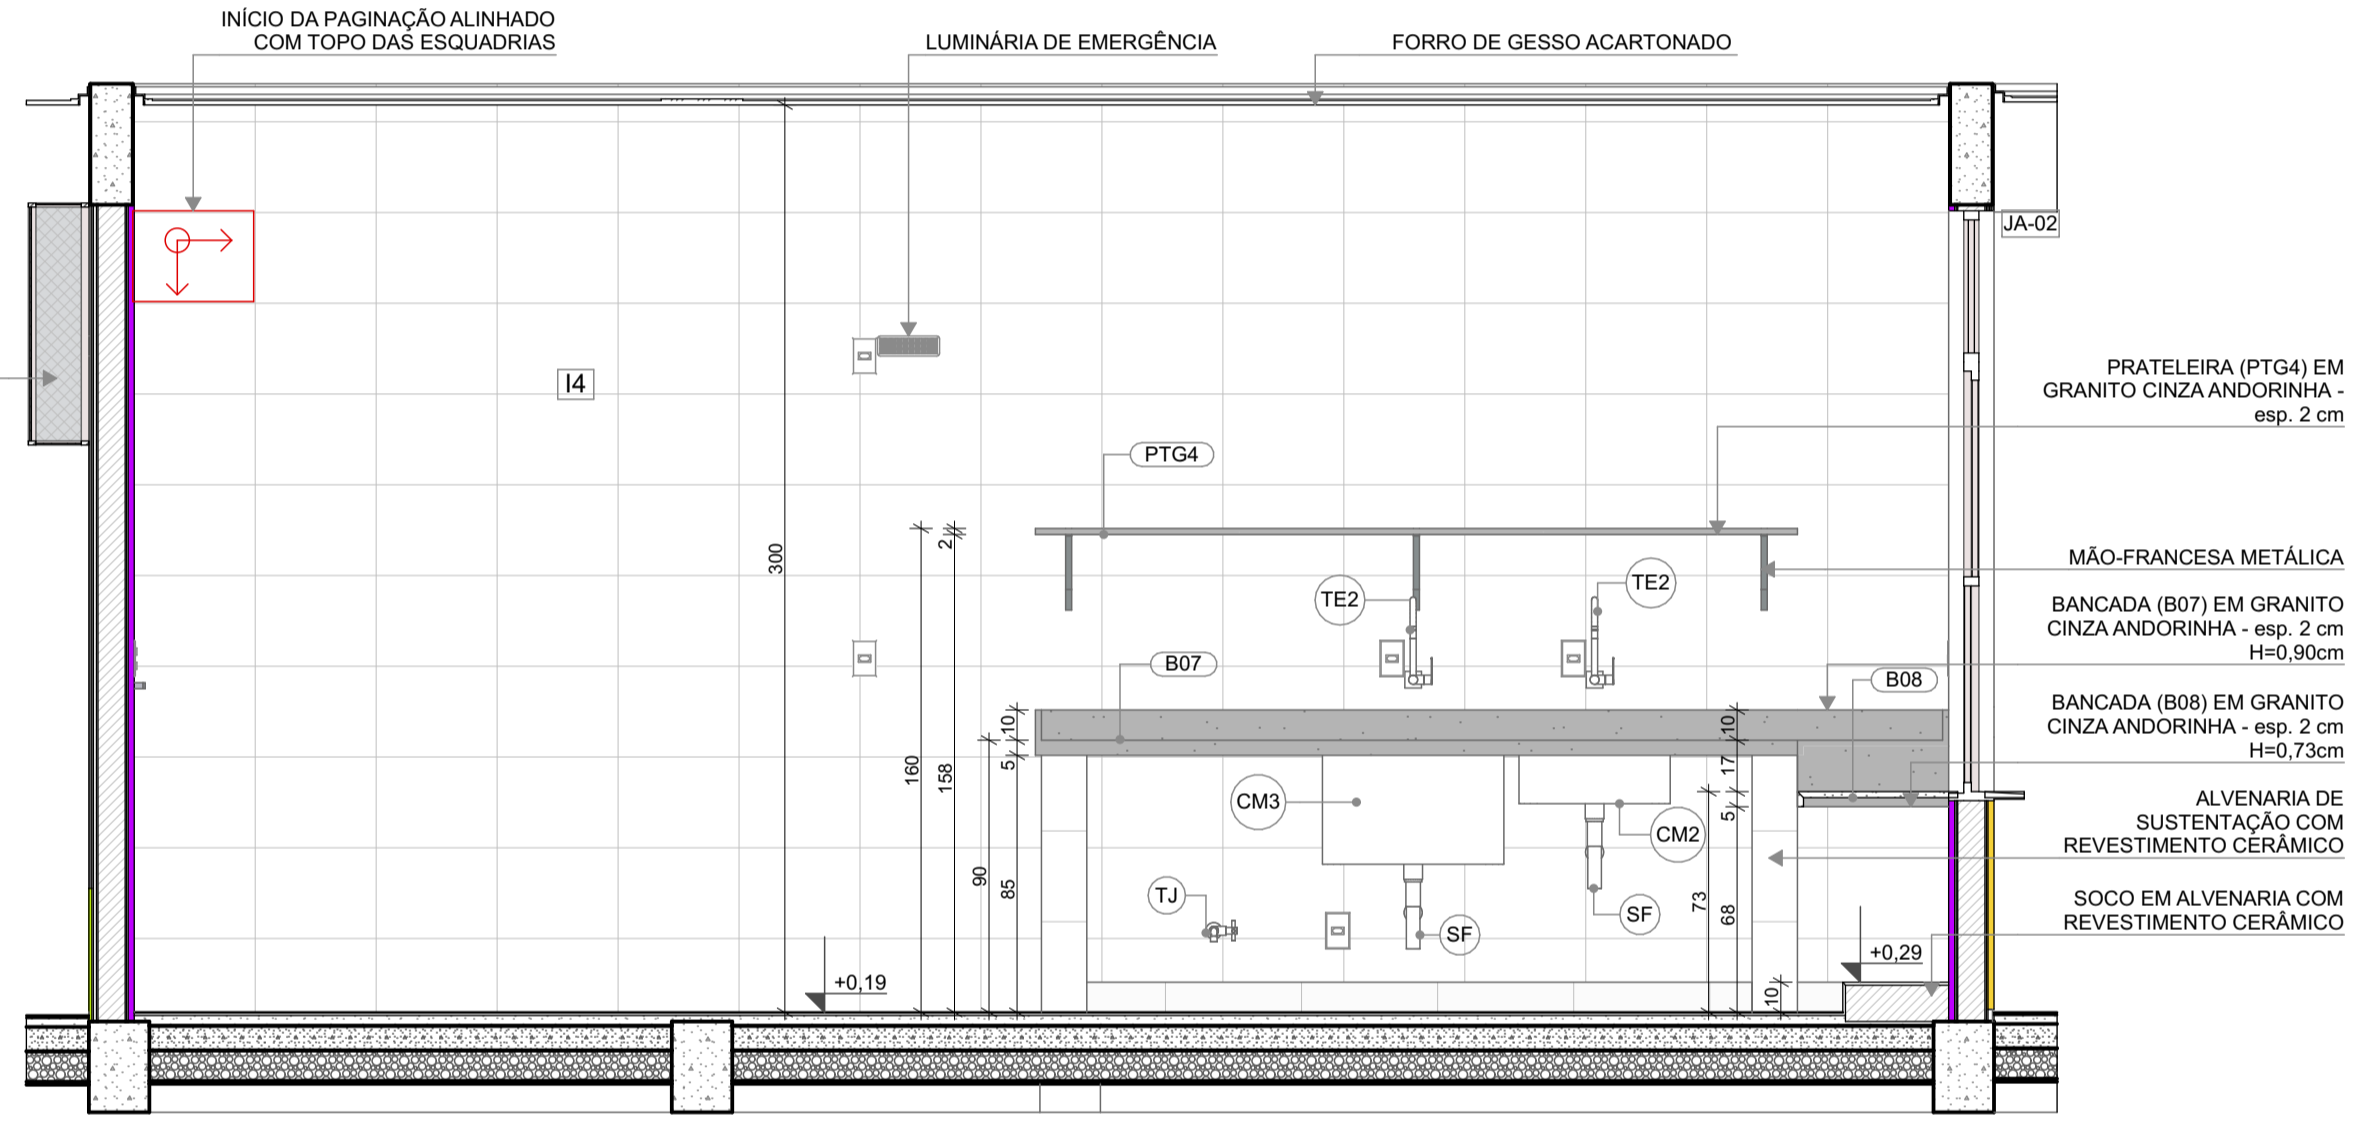 INÍCIO DA PAGINAÇÃO ALINHADO
COM TOPO DAS ESQUADRIAS
LUMINÁRIA DE EMERGÊNCIA
FORRO DE GESSO ACARTONADO
JA-02
I4
PRATELEIRA (PTG4) EM
GRANITO CINZA ANDORINHA -
esp. 2 cm
PTG4
300
2
MÃO-FRANCESA METÁLICA
TE2
TE2
BANCADA (B07) EM GRANITO
CINZA ANDORINHA - esp. 2 cm
H=0,90cm
B07
B08
BANCADA (B08) EM GRANITO
CINZA ANDORINHA - esp. 2 cm
H=0,73cm
10
10
5
17
160
158
5
CM3
CM2
ALVENARIA DE
SUSTENTAÇÃO COM
REVESTIMENTO CERÂMICO
90
85
73
68
TJ
SF
SF
SOCO EM ALVENARIA COM
REVESTIMENTO CERÂMICO
+0,19
+0,29
10